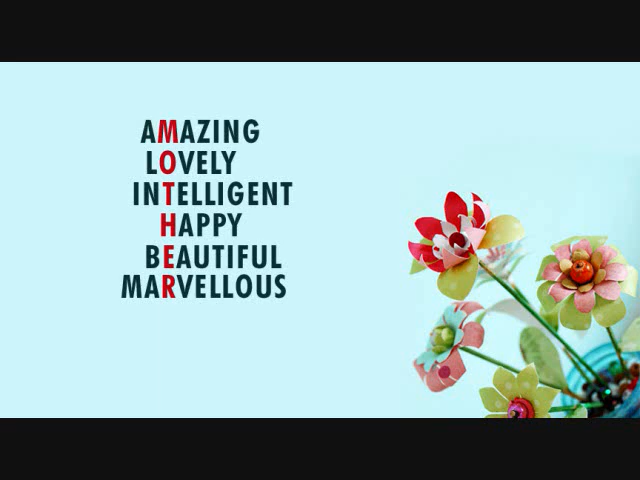 AMAZING
LOVELY
INTELLIGENT
HAPPY
BEAUTIFUL
MARVELLOUS